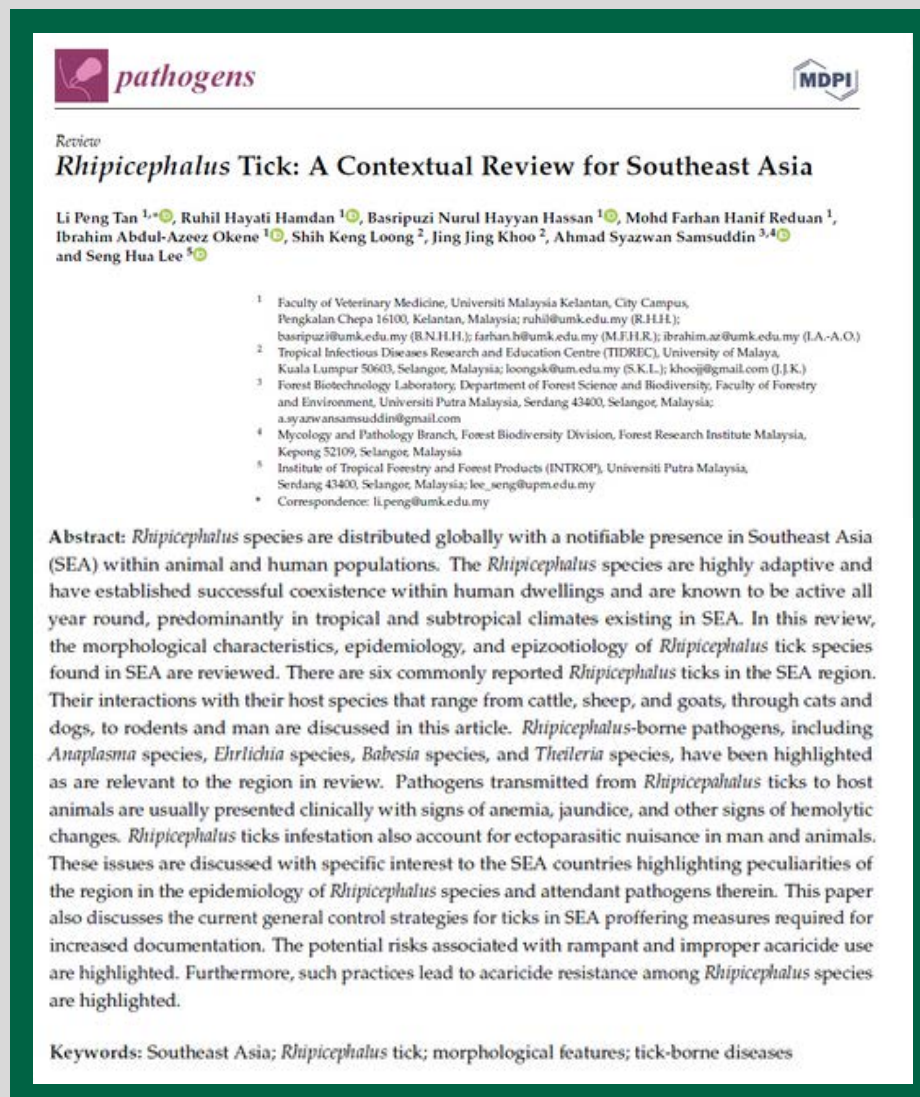 pathogens
MDPI
Review
Rhipicephalus Tick: A Contextual Review for Southeast Asia
Li Peng Tan 1,*, Ruhil Hayati Hamdan 1, Basripuzi Nurul Hayyan Hassan 1, Mohd Farhan Hanif Reduan 1,
Ibrahim Abdul-Azeez Okene 1, Shih Keng Loong 2, Jing Jing Khoo 2, Ahmad Syazwan Samsuddin 3,4
and Seng Hua Lee 5
1 Faculty of Veterinary Medicine, Universiti Malaysia Kelantan, City Campus,
Pengkalan Chepa 16100, Kelantan, Malaysia; ruhil@umk.edu.my (R.H.H.);
basripuzi@umk.edu.my (B.N.H.H.); farhan.h@umk.edu.my (M.F.H.R.); ibrahim.az@umk.edu.my (I.A.-A.O.)
2 Tropical Infectious Diseases Research and Education Centre (TIDREC), University of Malaya,
Kuala Lumpur 50603, Selangor, Malaysia; loongsk@um.edu.my (S.K.L.); khoojj@gmail.com (J.J.K.)
3 Forest Biotechnology Laboratory, Department of Forest Science and Biodiversity, Faculty of Forestry
and Environment, Universiti Putra Malaysia, Serdang 43400, Selangor, Malaysia;
a.syazwansamsuddin@gmail.com
4 Mycology and Pathology Branch, Forest Biodiversity Division, Forest Research Institute Malaysia,
Kepong 52109, Selangor, Malaysia
5 Institute of Tropical Forestry and Forest Products (INTROP), Universiti Putra Malaysia,
Serdang 43400, Selangor, Malaysia; lee_seng@upm.edu.my
* Correspondence: li.peng@umk.edu.my
Abstract: Rhipicephalus species are distributed globally with a notifiable presence in Southeast Asia
(SEA) within animal and human populations. The Rhipicephalus species are highly adaptive and
have established successful coexistence within human dwellings and are known to be active all
year round, predominantly in tropical and subtropical climates existing in SEA. In this review,
the morphological characteristics, epidemiology, and epizootiology of Rhipicephalus tick species
found in SEA are reviewed. There are six commonly reported Rhipicephalus ticks in the SEA region.
Their interactions with their host species that range from cattle, sheep, and goats, through cats and
dogs, to rodents and man are discussed in this article. Rhipicephalus-borne pathogens, including
Anaplasma species, Ehrlichia species, Babesia species, and Theileria species, have been highlighted
as are relevant to the region in review. Pathogens transmitted from Rhipicepahalus ticks to host
animals are usually presented clinically with signs of anemia, jaundice, and other signs of hemolytic
changes. Rhipicephalus ticks infestation also account for ectoparasitic nuisance in man and animals.
These issues are discussed with specific interest to the SEA countries highlighting peculiarities of
the region in the epidemiology of Rhipicephalus species and attendant pathogens therein. This paper
also discusses the current general control strategies for ticks in SEA proffering measures required for
increased documentation. The potential risks associated with rampant and improper acaricide use
are highlighted. Furthermore, such practices lead to acaricide resistance among Rhipicephalus species
are highlighted.
Keywords: Southeast Asia; Rhipicephalus tick; morphological features; tick-borne diseases